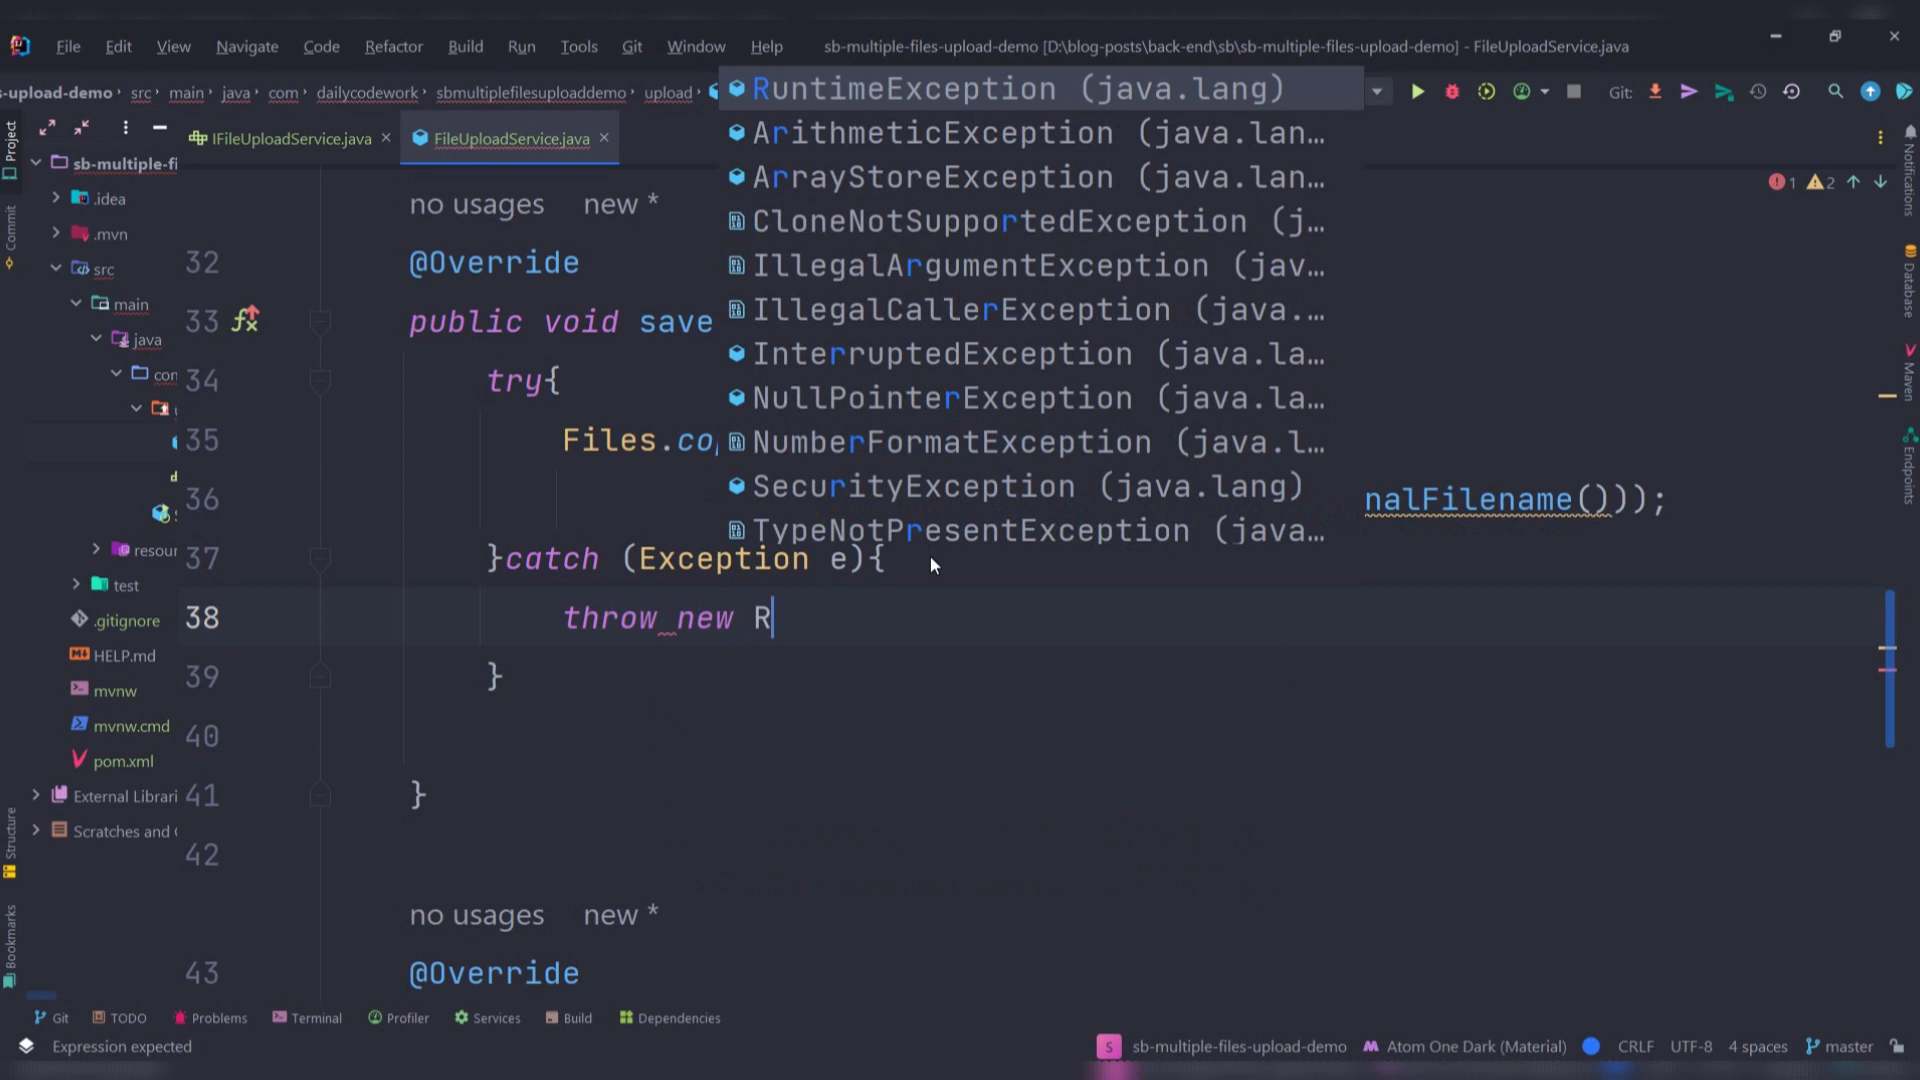 File Edit View Navigate Code Refactor Build Run Tools Git Window Help sb-multiple-files-upload-demo [D:\blog-posts\back-end\sb\sb-multiple-files-upload-demo] - FileUploadService.java
s-upload-demo src main java com dailycodework sbmultiplefilesuploaddemo upload
Git:
IFileUploadService.java
FileUploadService.java
RuntimeException (java.lang)
ArithmeticException (java.lan...
ArrayStoreException (java.lan...
CloneNotSupportedException (j...
IllegalArgumentException (jav...
IllegalCallerException (java....
InterruptedException (java.la...
NullPointerException (java.la...
NumberFormatException (java.l...
SecurityException (java.lang)
TypeNotPresentException (java...
1 2
Project
Commit
Structure
Bookmarks
sb-multiple-fi
.idea
.mvn
src
main
java
con
resour
test
.gitignore
HELP.md
mvnw
mvnw.cmd
pom.xml
External Librari
Scratches and
no usages new *
32 @Override
33 public void save
34 try{
35 Files.cop
36 nalFilename()));
37 }catch (Exception e){
38 throw new R
39 }
40
41 }
42
no usages new *
43 @Override
Notifications
Database
Maven
Endpoints
Git TODO Problems Terminal Profiler Services Build Dependencies
Expression expected
S sb-multiple-files-upload-demo Atom One Dark (Material) CRLF UTF-8 4 spaces master